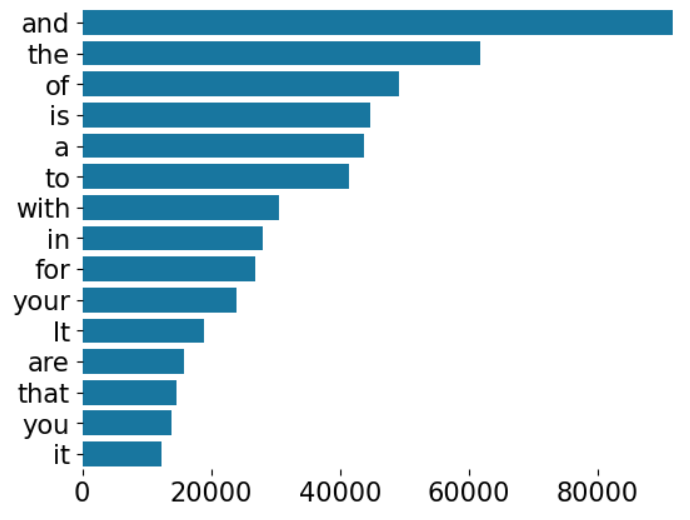 and
the
of
is
a
to
with
in
for
your
It
are
that
you
it
0 20000 40000 60000 80000